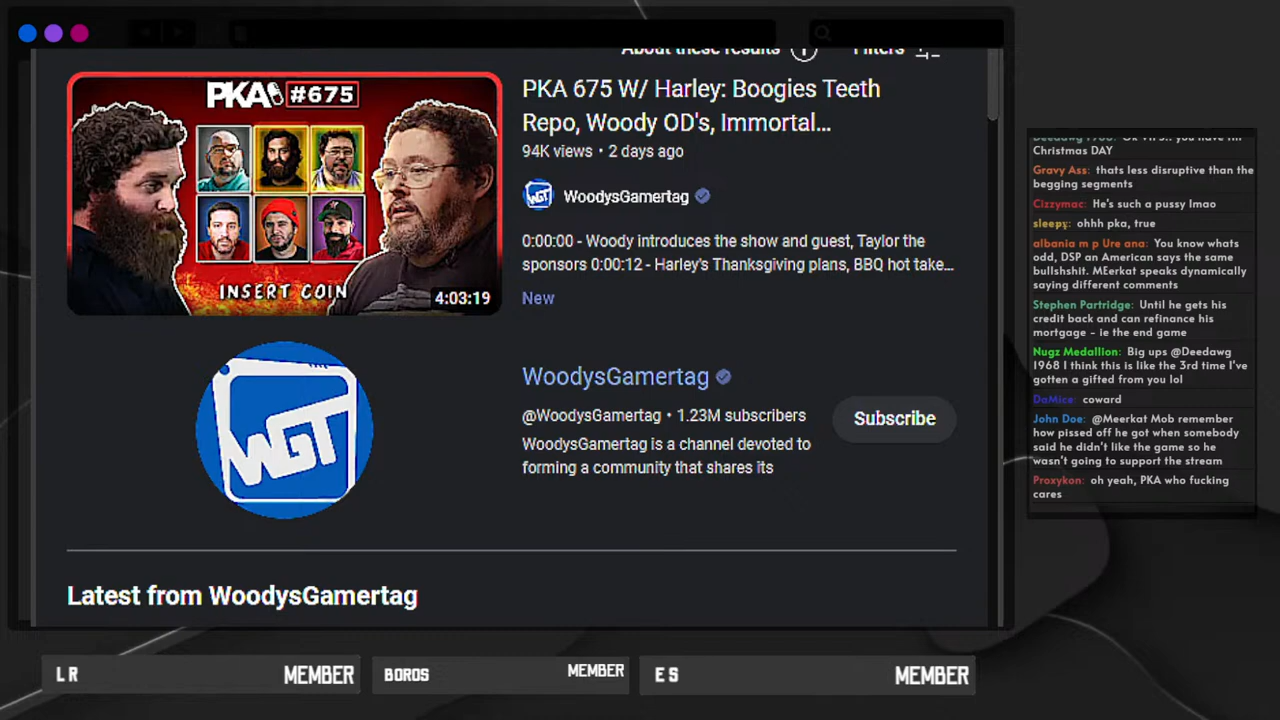 About these results
Filters
PKA #675
INSERT COIN
4:03:19
PKA 675 W/ Harley: Boogies Teeth
Repo, Woody OD's, Immortal...
94K views • 2 days ago
WGT
WoodysGamertag
0:00:00 - Woody introduces the show and guest, Taylor the
sponsors 0:00:12 - Harley's Thanksgiving plans, BBQ hot take...
New
WGT
WoodysGamertag
@WoodysGamertag • 1.23M subscribers
WoodysGamertag is a channel devoted to
forming a community that shares its
Subscribe
Latest from WoodysGamertag
Christmas DAY
Gravy Ass: thats less disruptive than the
begging segments
Cizzymac: He's such a pussy lmao
sleepy: ohhh pka, true
albania m p Ure ana: You know whats
odd, DSP an American says the same
bullshshit. MEerkat speaks dynamically
saying different comments
Stephen Partridge: Until he gets his
credit back and can refinance his
mortgage - ie the end game
Nugz Medallion: Big ups @Deedawg
1968 I think this is like the 3rd time I've
gotten a gifted from you lol
DaMice: coward
John Doe: @Meerkat Mob remember
how pissed off he got when somebody
said he didn't like the game so he
wasn't going to support the stream
Proxykon: oh yeah, PKA who fucking
cares
L R MEMBER
BOROS MEMBER
E S MEMBER